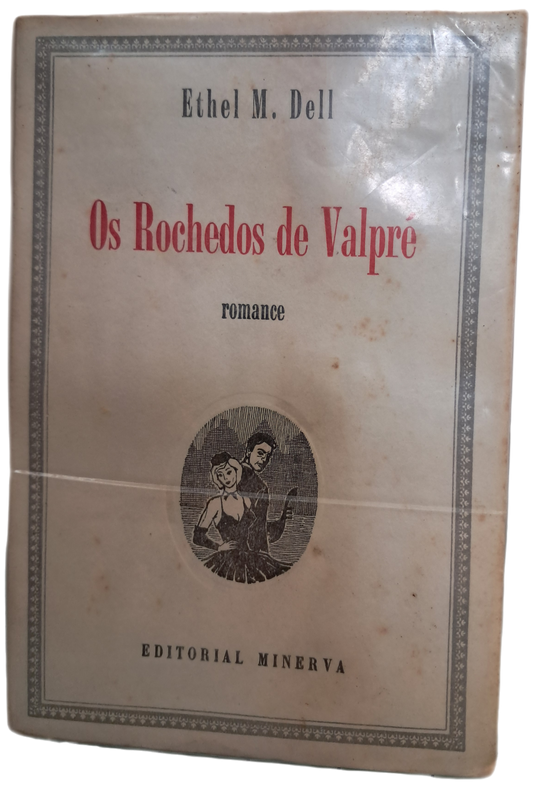 Ethel M. Dell
Os Rochedos de Valpré
romance
EDITORIAL MINERVA